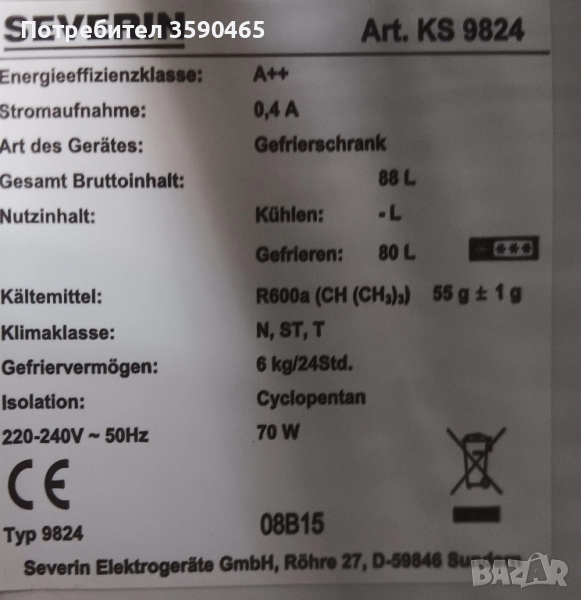 SEVERIN Art. KS 9824
Потребител 3590465
Energieeffizienzklasse: A++
Stromaufnahme: 0,4 A
Art des Gerätes: Gefrierschrank
Gesamt Bruttoinhalt: 88 L
Nutzinhalt: Kühlen: - L
Gefrieren: 80 L
Kältemittel: R600a (CH (CH₃)₃) 55 g ± 1 g
Klimaklasse: N, ST, T
Gefriervermögen: 6 kg/24Std.
Isolation: Cyclopentan
220-240V ~ 50Hz 70 W
CE
Typ 9824 08B15
Severin Elektrogeräte GmbH, Röhre 27, D-59846 Sundern
bazar